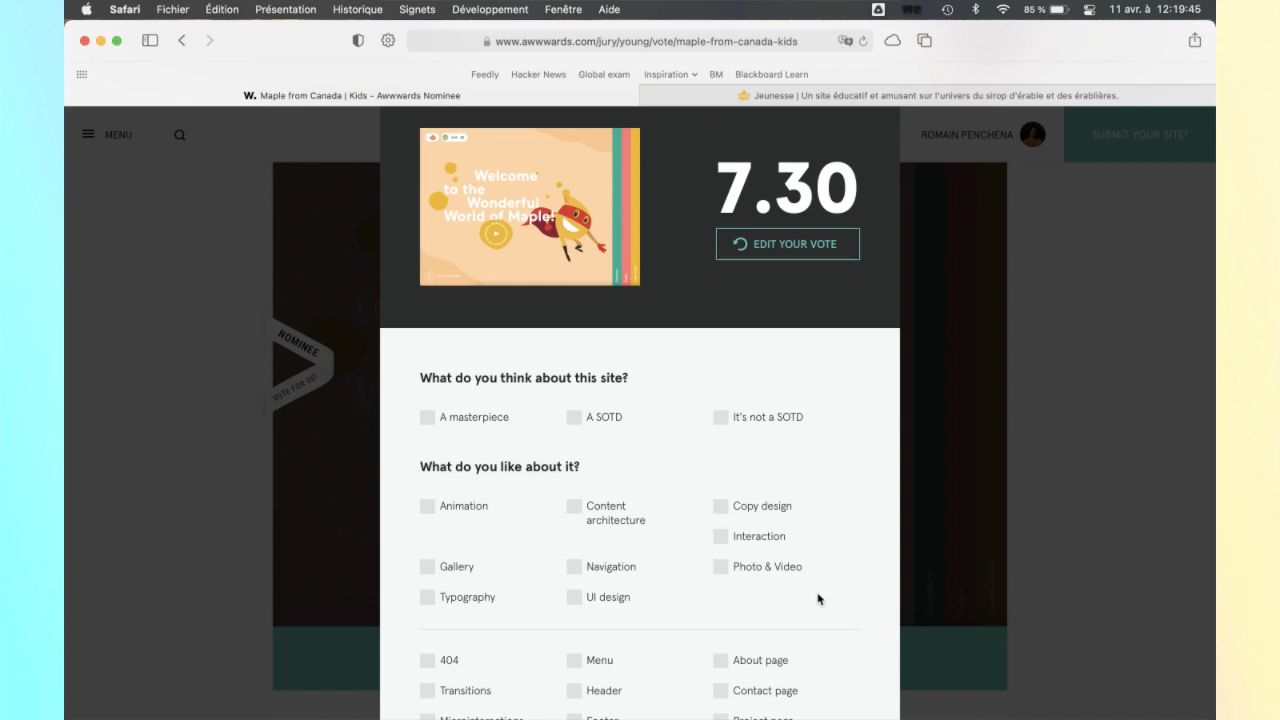 Safari Fichier Édition Présentation Historique Signets Développement Fenêtre Aide 85 % 11 avr. à 12:19:45
www.awwwards.com/jury/young/vote/maple-from-canada-kids
Feedly Hacker News Global exam Inspiration BM Blackboard Learn
W. Maple from Canada | Kids - Awwwards Nominee
Jeunesse | Un site éducatif et amusant sur l'univers du sirop d'érable et des érablières.
MENU
ROMAIN PENCHENA
SUBMIT YOUR SITE!
Welcome
to the
Wonderful
World of Maple!
7.30
EDIT YOUR VOTE
NOMINEE
VOTE FOR US!
What do you think about this site?
A masterpiece A SOTD It's not a SOTD
What do you like about it?
Animation Content architecture Copy design
Interaction
Gallery Navigation Photo & Video
Typography UI design
404 Menu About page
Transitions Header Contact page
Microinteractions Footer Project page